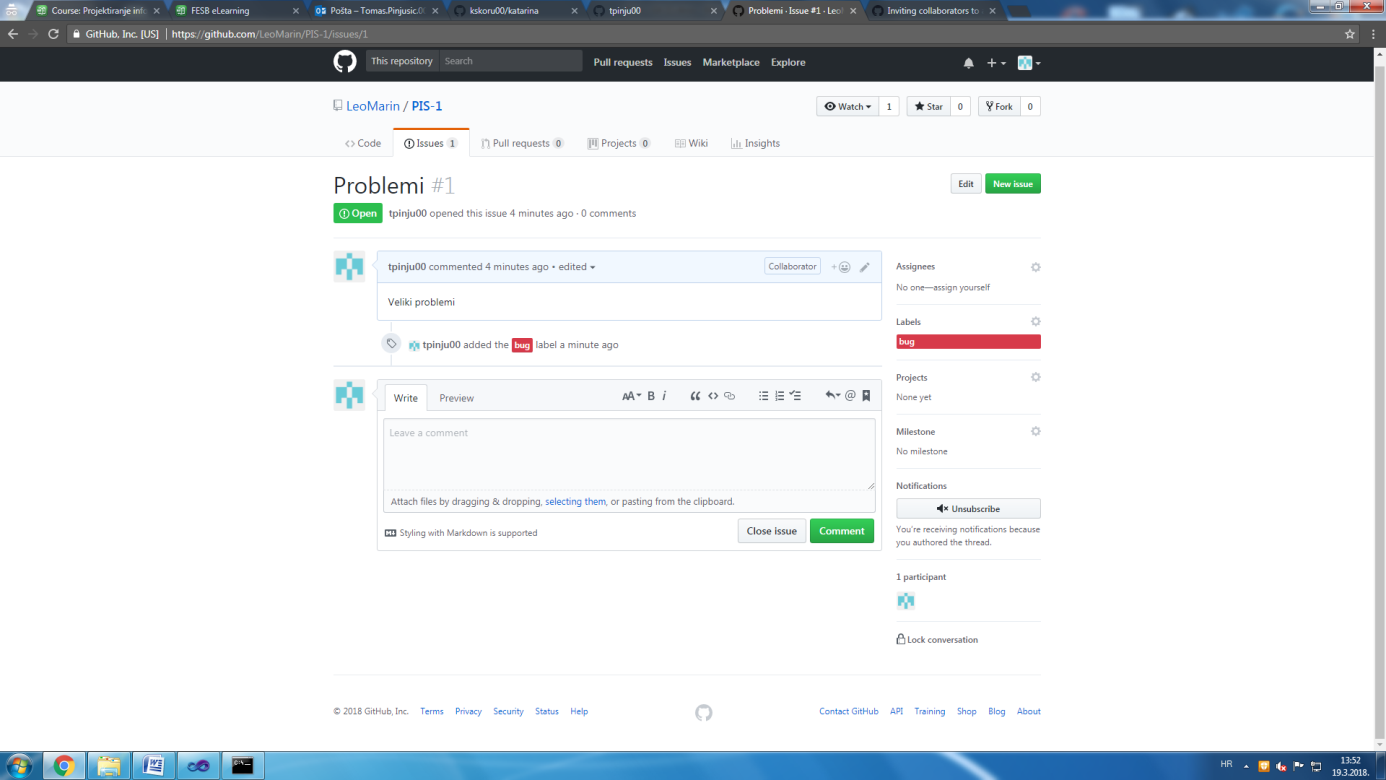 Course: Projektiranje info
FESB eLearning
Pošta – Tomas.Pinjusic.0
kskoru00/katarina
tpinju00
Problemi · Issue #1 · Leo
Inviting collaborators to
GitHub, Inc. [US] https://github.com/LeoMarin/PIS-1/issues/1
This repository Search Pull requests Issues Marketplace Explore
LeoMarin / PIS-1
Watch 1 Star 0 Fork 0
Code Issues 1 Pull requests 0 Projects 0 Wiki Insights
Problemi #1
Edit New issue
Open tpinju00 opened this issue 4 minutes ago · 0 comments
tpinju00 commented 4 minutes ago • edited
Collaborator
Veliki problemi
tpinju00 added the bug label a minute ago
Write Preview
AA B i
Leave a comment
Attach files by dragging & dropping, selecting them, or pasting from the clipboard.
Styling with Markdown is supported
Close issue Comment
Assignees
No one—assign yourself
Labels
bug
Projects
None yet
Milestone
No milestone
Notifications
Unsubscribe
You're receiving notifications because
you authored the thread.
1 participant
Lock conversation
© 2018 GitHub, Inc. Terms Privacy Security Status Help
Contact GitHub API Training Shop Blog About
HR
13:52
19.3.2018.